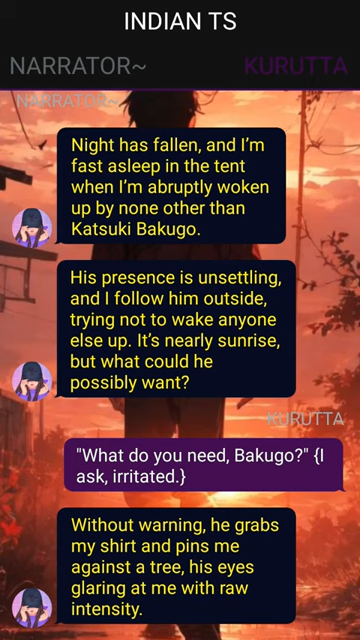 INDIAN TS
NARRATOR~
KURUTTA
NARRATOR~
Night has fallen, and I'm
fast asleep in the tent
when I'm abruptly woken
up by none other than
Katsuki Bakugo.
His presence is unsettling,
and I follow him outside,
trying not to wake anyone
else up. It's nearly sunrise,
but what could he
possibly want?
KURUTTA
"What do you need, Bakugo?" {I
ask, irritated.}
Without warning, he grabs
my shirt and pins me
against a tree, his eyes
glaring at me with raw
intensity.